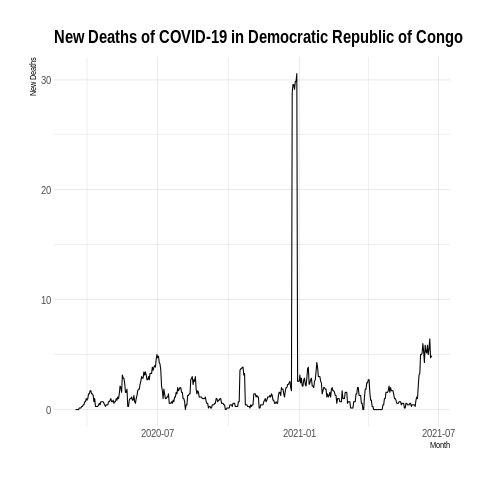 New Deaths of COVID-19 in Democratic Republic of Congo
New Deaths
30
20
10
0
2020-07
2021-01
2021-07
Month